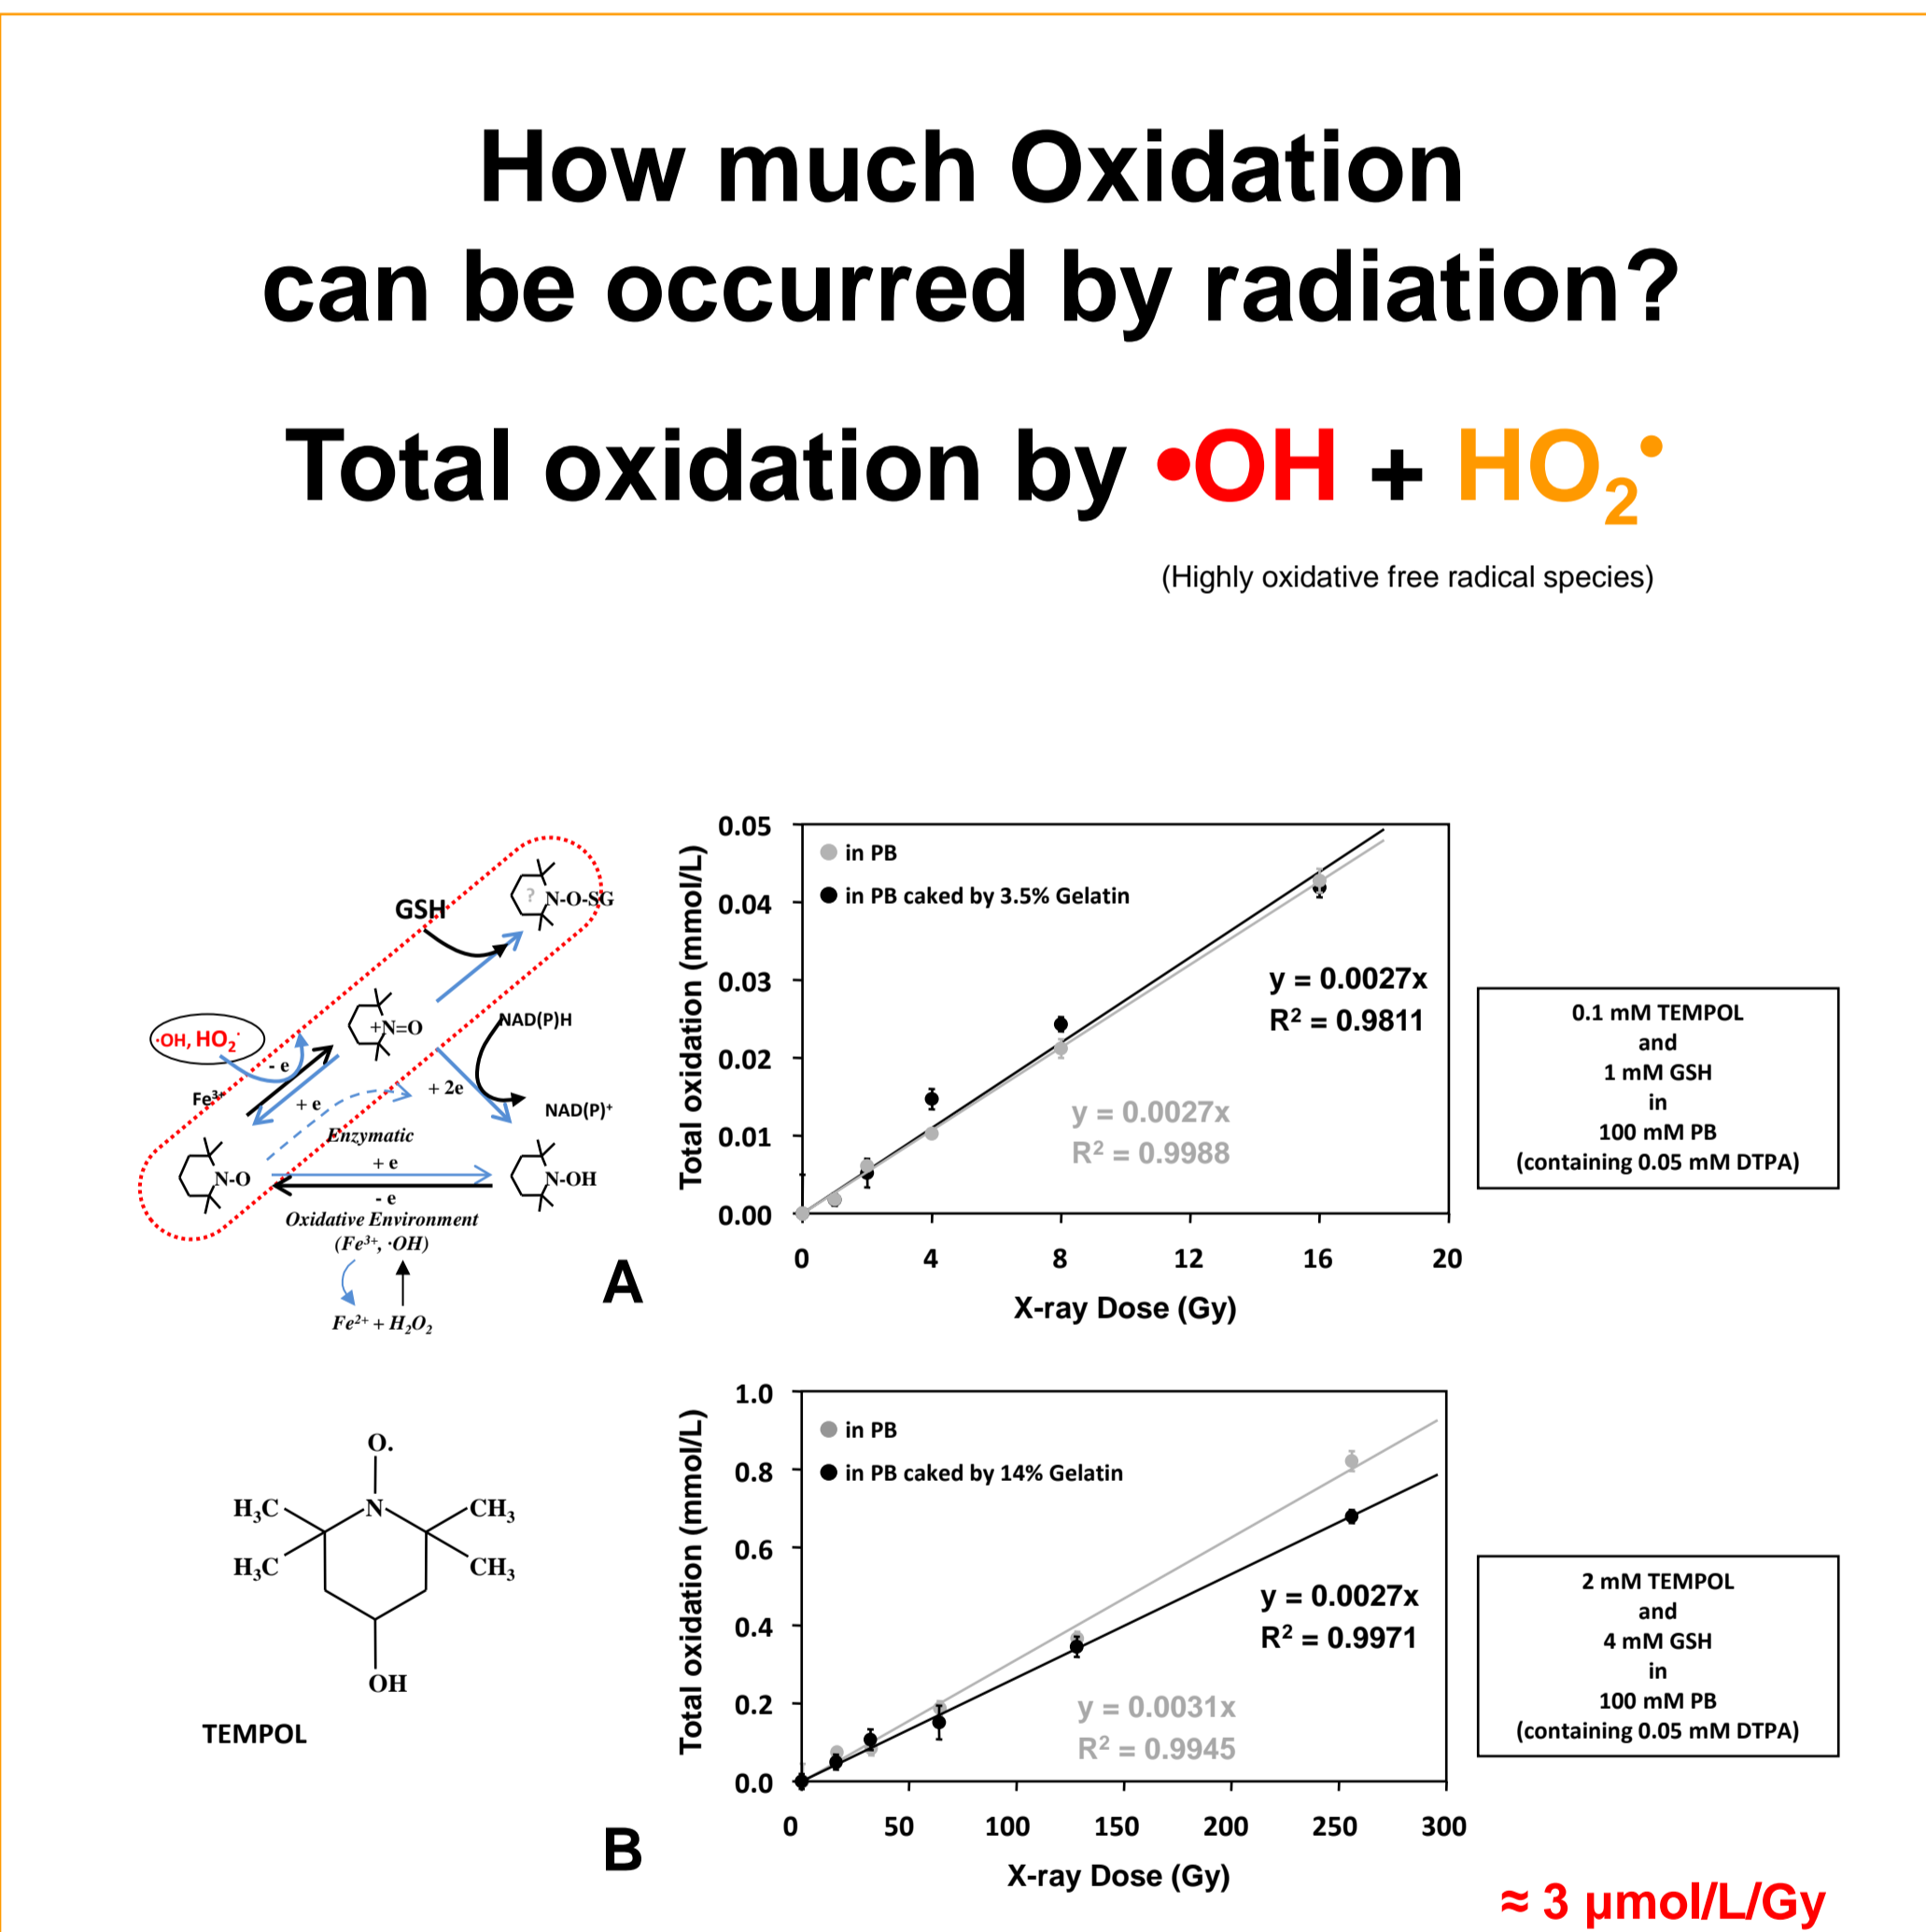 How much Oxidation
can be occurred by radiation?
Total oxidation by •OH + HO₂•
(Highly oxidative free radical species)
GSH
?
N-O-SG
+N=O
NAD(P)H
·OH, HO₂·
- e
Fe³⁺
+ e
+ 2e
NAD(P)⁺
Enzymatic
+ e
N-O
N-OH
- e
Oxidative Environment
(Fe³⁺, ·OH)
Fe²⁺ + H₂O₂
A
Total oxidation (mmol/L)
0.05
0.04
0.03
0.02
0.01
0.00
in PB
in PB caked by 3.5% Gelatin
y = 0.0027x
R² = 0.9811
y = 0.0027x
R² = 0.9988
0 4 8 12 16 20
X-ray Dose (Gy)
0.1 mM TEMPOL
and
1 mM GSH
in
100 mM PB
(containing 0.05 mM DTPA)
O.
N
H₃C
CH₃
H₃C
CH₃
OH
TEMPOL
B
Total oxidation (mmol/L)
1.0
0.8
0.6
0.4
0.2
0.0
in PB
in PB caked by 14% Gelatin
y = 0.0027x
R² = 0.9971
y = 0.0031x
R² = 0.9945
0 50 100 150 200 250 300
X-ray Dose (Gy)
2 mM TEMPOL
and
4 mM GSH
in
100 mM PB
(containing 0.05 mM DTPA)
≈ 3 μmol/L/Gy